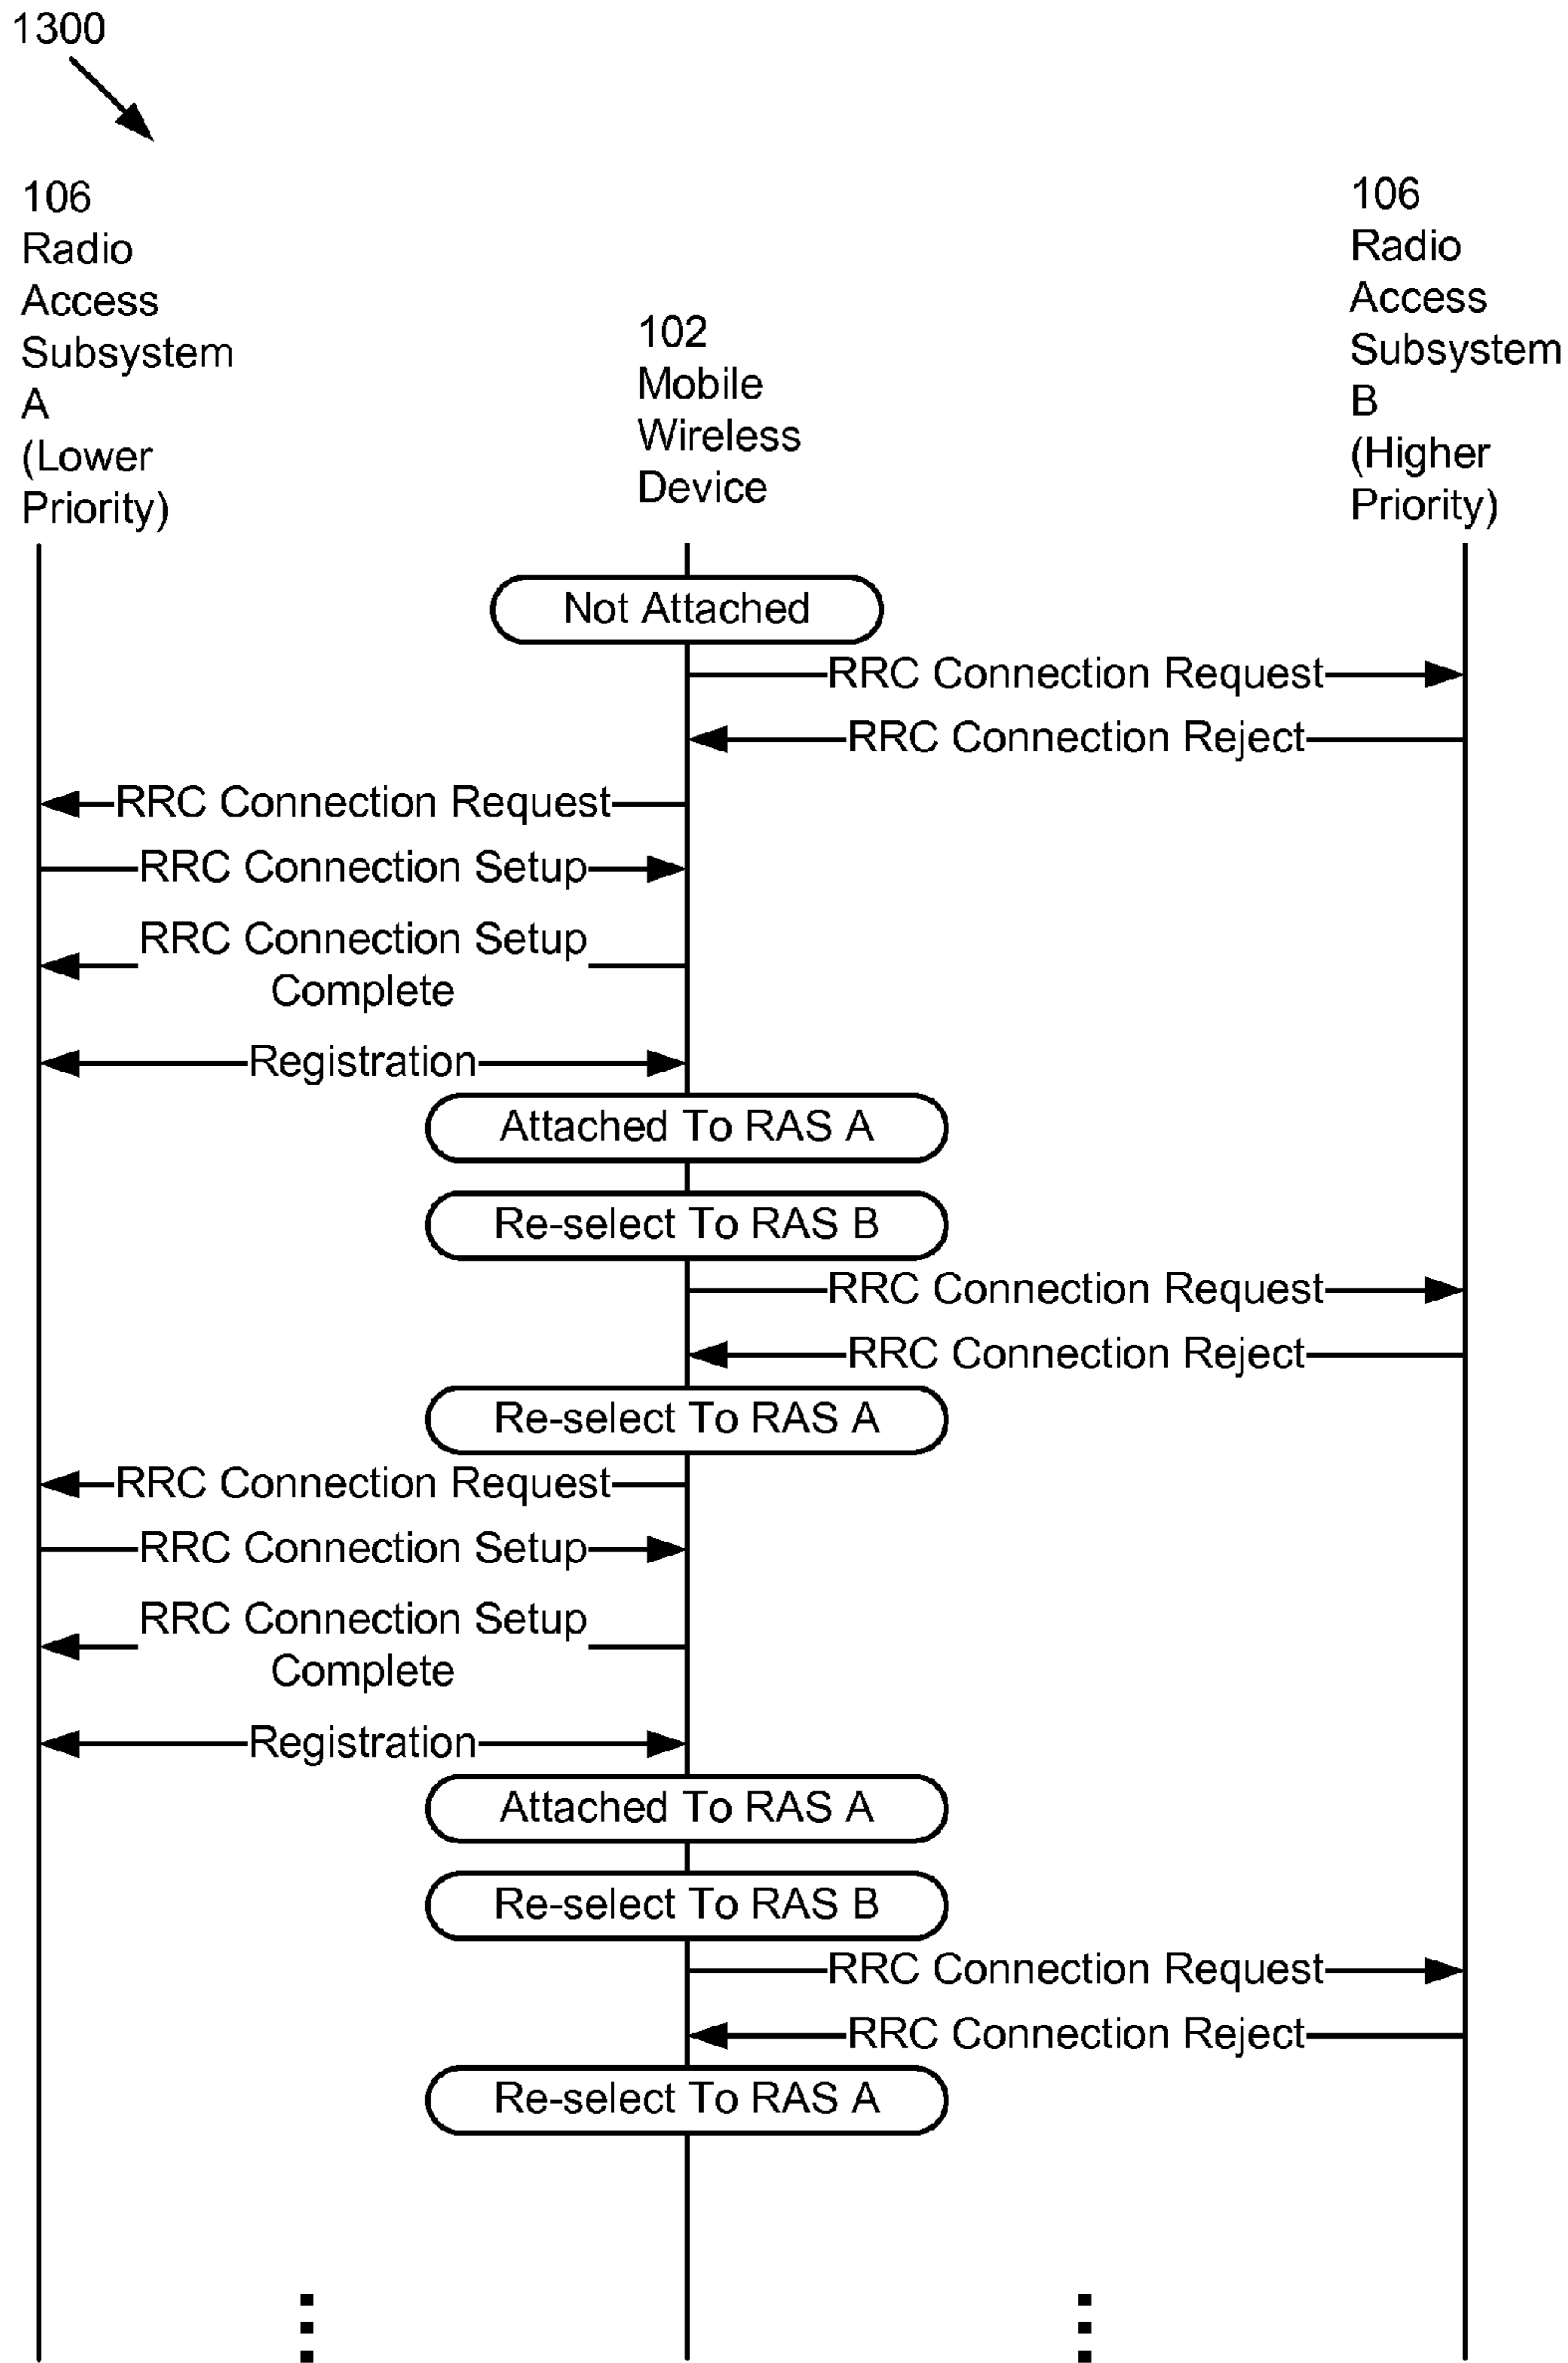 1300
106
Radio
Access
Subsystem
A
(Lower
Priority)
102
Mobile
Wireless
Device
106
Radio
Access
Subsystem
B
(Higher
Priority)
Not Attached
RRC Connection Request
RRC Connection Reject
RRC Connection Request
RRC Connection Setup
RRC Connection Setup
Complete
Registration
Attached To RAS A
Re-select To RAS B
RRC Connection Request
RRC Connection Reject
Re-select To RAS A
RRC Connection Request
RRC Connection Setup
RRC Connection Setup
Complete
Registration
Attached To RAS A
Re-select To RAS B
RRC Connection Request
RRC Connection Reject
Re-select To RAS A